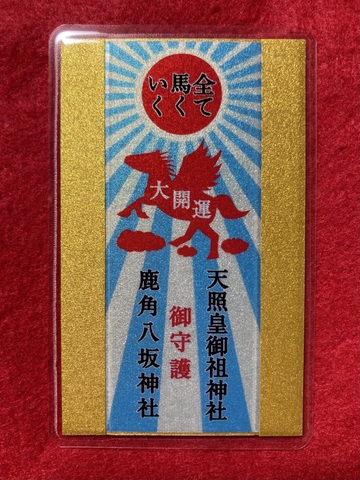 全て
馬く
いく
大開運
天照皇御祖神社
御守護
鹿角八坂神社